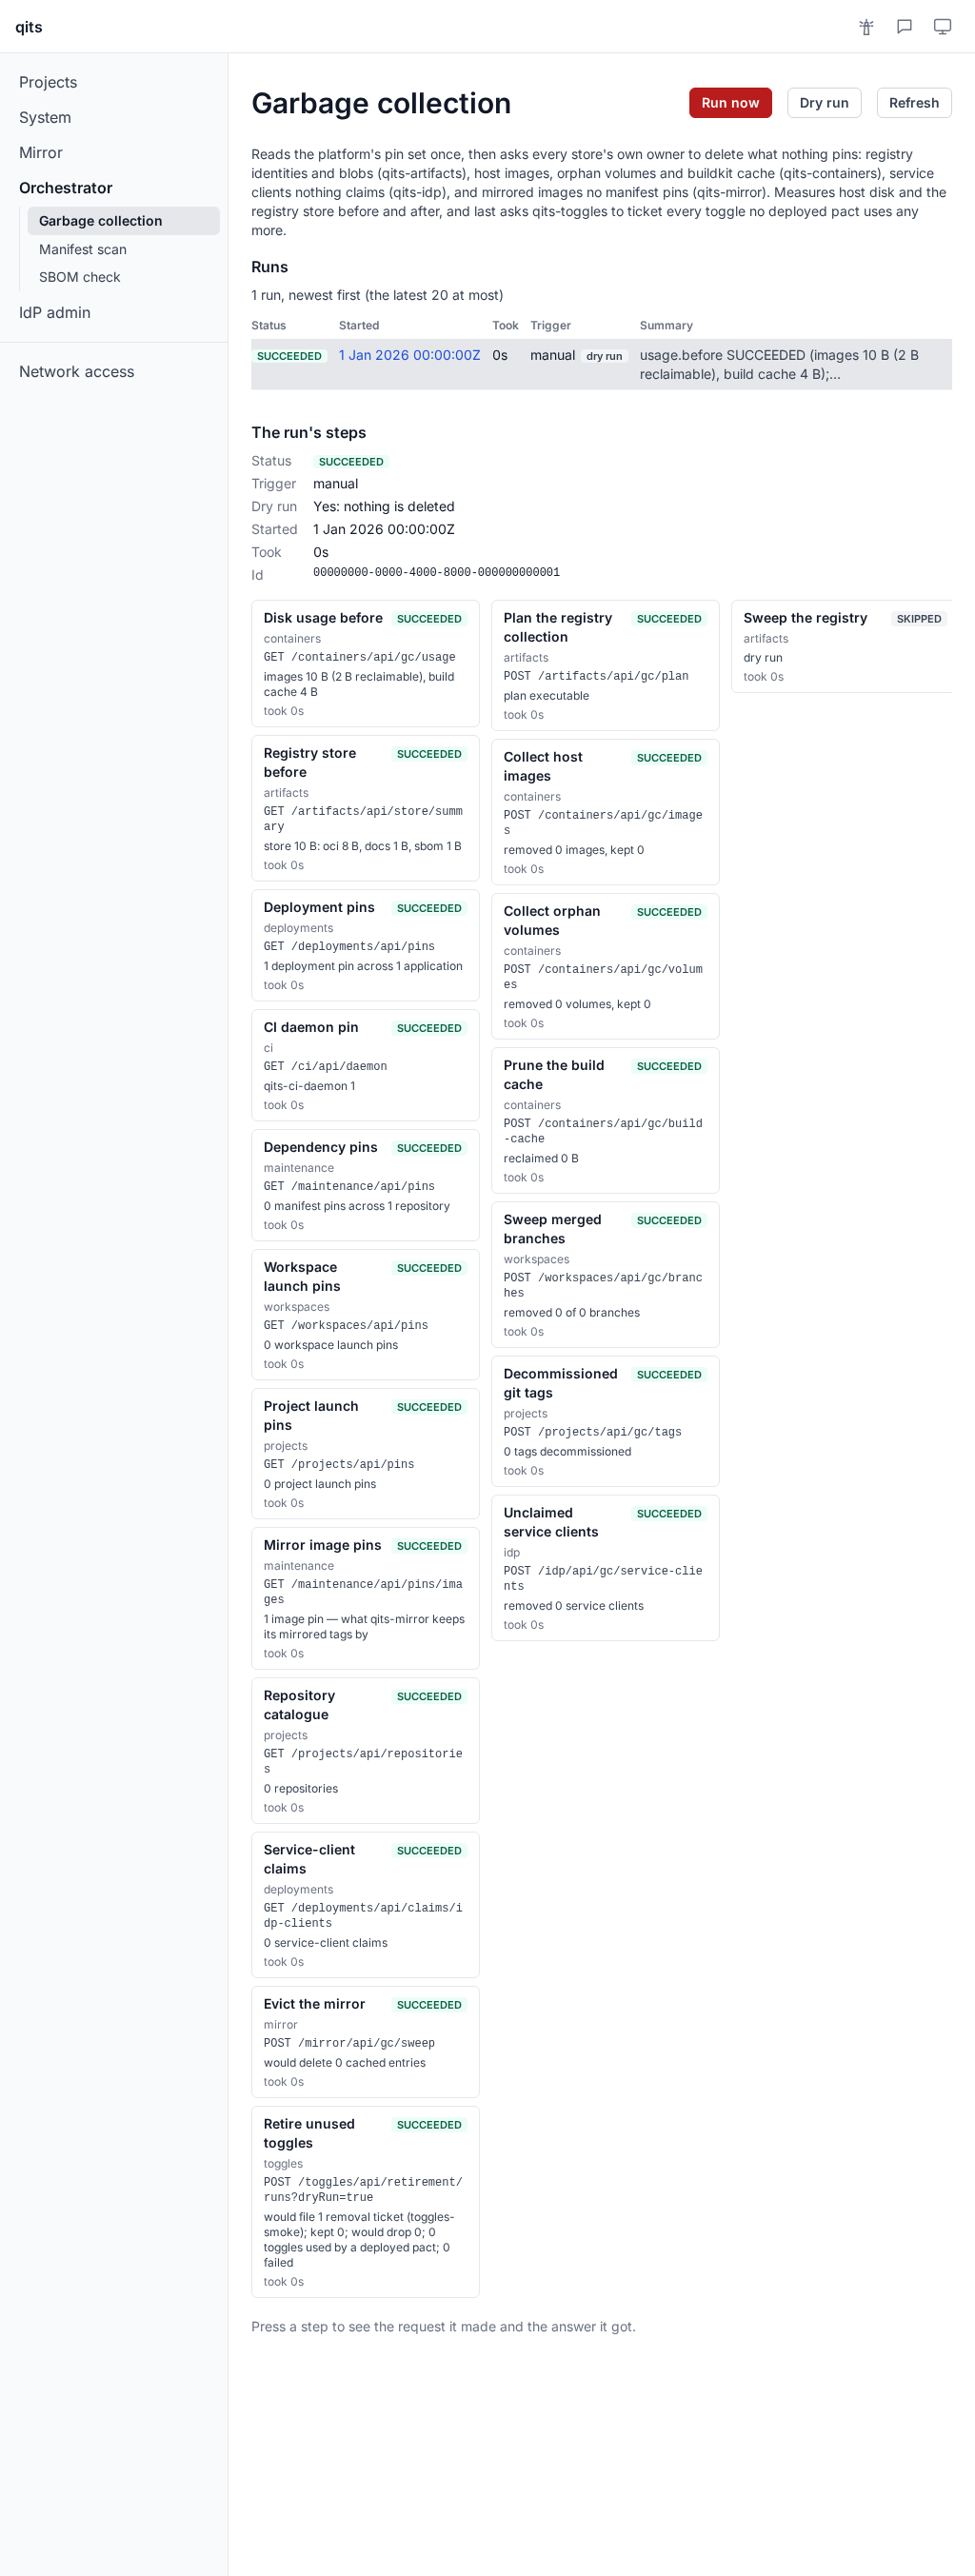 qits
Projects
System
Mirror
Orchestrator
Garbage collection
Manifest scan
SBOM check
IdP admin
Network access
Garbage collection
Run now
Dry run
Refresh
Reads the platform's pin set once, then asks every store's own owner to delete what nothing pins: registry
identities and blobs (qits-artifacts), host images, orphan volumes and buildkit cache (qits-containers), service
clients nothing claims (qits-idp), and mirrored images no manifest pins (qits-mirror). Measures host disk and the
registry store before and after, and last asks qits-toggles to ticket every toggle no deployed pact uses any
more.
Runs
1 run, newest first (the latest 20 at most)
Status Started Took Trigger Summary
SUCCEEDED 1 Jan 2026 00:00:00Z 0s manual dry run usage.before SUCCEEDED (images 10 B (2 B
reclaimable), build cache 4 B);...
The run's steps
Status SUCCEEDED
Trigger manual
Dry run Yes: nothing is deleted
Started 1 Jan 2026 00:00:00Z
Took 0s
Id 00000000-0000-4000-8000-000000000001
Disk usage before SUCCEEDED
containers
GET /containers/api/gc/usage
images 10 B (2 B reclaimable), build
cache 4 B
took 0s
Registry store
before
SUCCEEDED
artifacts
GET /artifacts/api/store/summ
ary
store 10 B: oci 8 B, docs 1 B, sbom 1 B
took 0s
Deployment pins SUCCEEDED
deployments
GET /deployments/api/pins
1 deployment pin across 1 application
took 0s
CI daemon pin SUCCEEDED
ci
GET /ci/api/daemon
qits-ci-daemon 1
took 0s
Dependency pins SUCCEEDED
maintenance
GET /maintenance/api/pins
0 manifest pins across 1 repository
took 0s
Workspace
launch pins
SUCCEEDED
workspaces
GET /workspaces/api/pins
0 workspace launch pins
took 0s
Project launch
pins
SUCCEEDED
projects
GET /projects/api/pins
0 project launch pins
took 0s
Mirror image pins SUCCEEDED
maintenance
GET /maintenance/api/pins/ima
ges
1 image pin — what qits-mirror keeps
its mirrored tags by
took 0s
Repository
catalogue
SUCCEEDED
projects
GET /projects/api/repositorie
s
0 repositories
took 0s
Service-client
claims
SUCCEEDED
deployments
GET /deployments/api/claims/i
dp-clients
0 service-client claims
took 0s
Evict the mirror SUCCEEDED
mirror
POST /mirror/api/gc/sweep
would delete 0 cached entries
took 0s
Retire unused
toggles
SUCCEEDED
toggles
POST /toggles/api/retirement/
runs?dryRun=true
would file 1 removal ticket (toggles-
smoke); kept 0; would drop 0; 0
toggles used by a deployed pact; 0
failed
took 0s
Plan the registry
collection
SUCCEEDED
artifacts
POST /artifacts/api/gc/plan
plan executable
took 0s
Collect host
images
SUCCEEDED
containers
POST /containers/api/gc/image
s
removed 0 images, kept 0
took 0s
Collect orphan
volumes
SUCCEEDED
containers
POST /containers/api/gc/volum
es
removed 0 volumes, kept 0
took 0s
Prune the build
cache
SUCCEEDED
containers
POST /containers/api/gc/build
-cache
reclaimed 0 B
took 0s
Sweep merged
branches
SUCCEEDED
workspaces
POST /workspaces/api/gc/branc
hes
removed 0 of 0 branches
took 0s
Decommissioned
git tags
SUCCEEDED
projects
POST /projects/api/gc/tags
0 tags decommissioned
took 0s
Unclaimed
service clients
SUCCEEDED
idp
POST /idp/api/gc/service-clie
nts
removed 0 service clients
took 0s
Sweep the registry SKIPPED
artifacts
dry run
took 0s
Press a step to see the request it made and the answer it got.